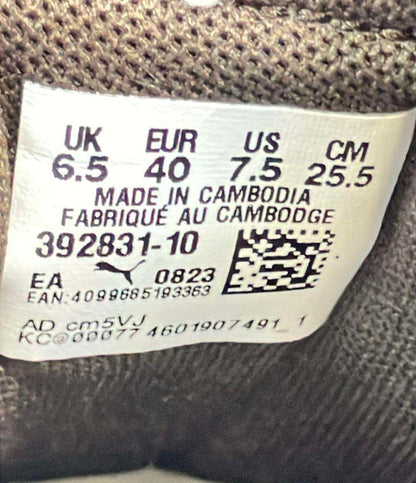 UK EUR US CM
6.5 40 7.5 25.5
MADE IN CAMBODIA
FABRIQUÉ AU CAMBODGE
392831-10
EA 0823
EAN:4099685193363
AD cm5VJ
KC@00077 4601907491_1